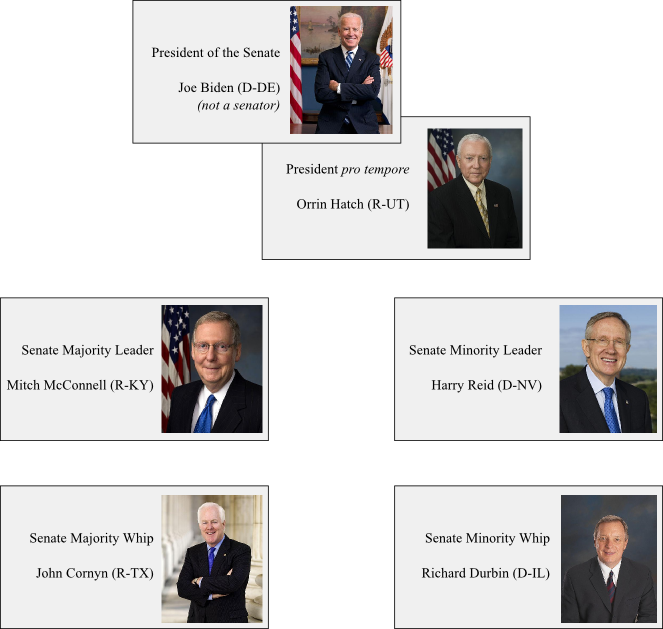 President of the Senate
Joe Biden (D-DE)
(not a senator)
President pro tempore
Orrin Hatch (R-UT)
Senate Majority Leader
Mitch McConnell (R-KY)
Senate Minority Leader
Harry Reid (D-NV)
Senate Majority Whip
John Cornyn (R-TX)
Senate Minority Whip
Richard Durbin (D-IL)